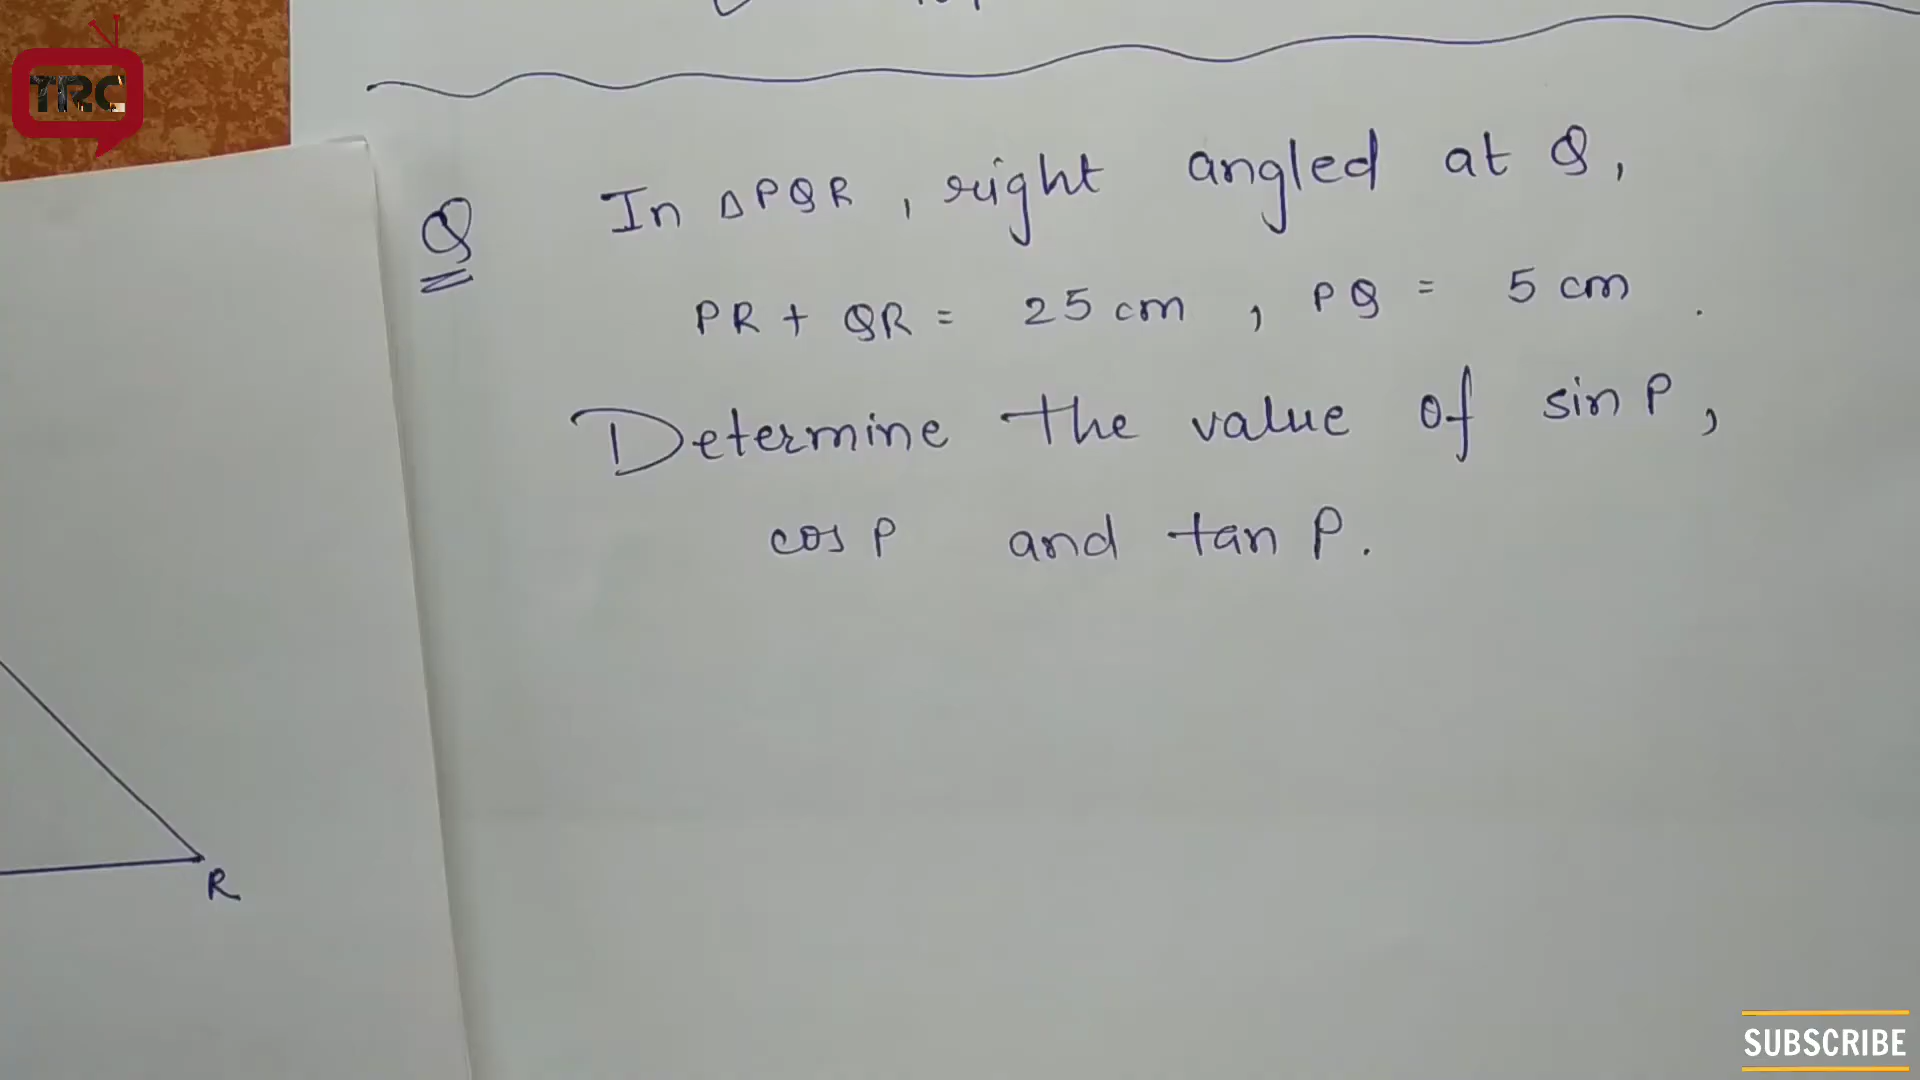 TRC
Q In ΔPQR, right angled at Q,
PR + QR = 25 cm, PQ = 5 cm.
Determine the value of sin P,
cos P and tan P.
R
SUBSCRIBE